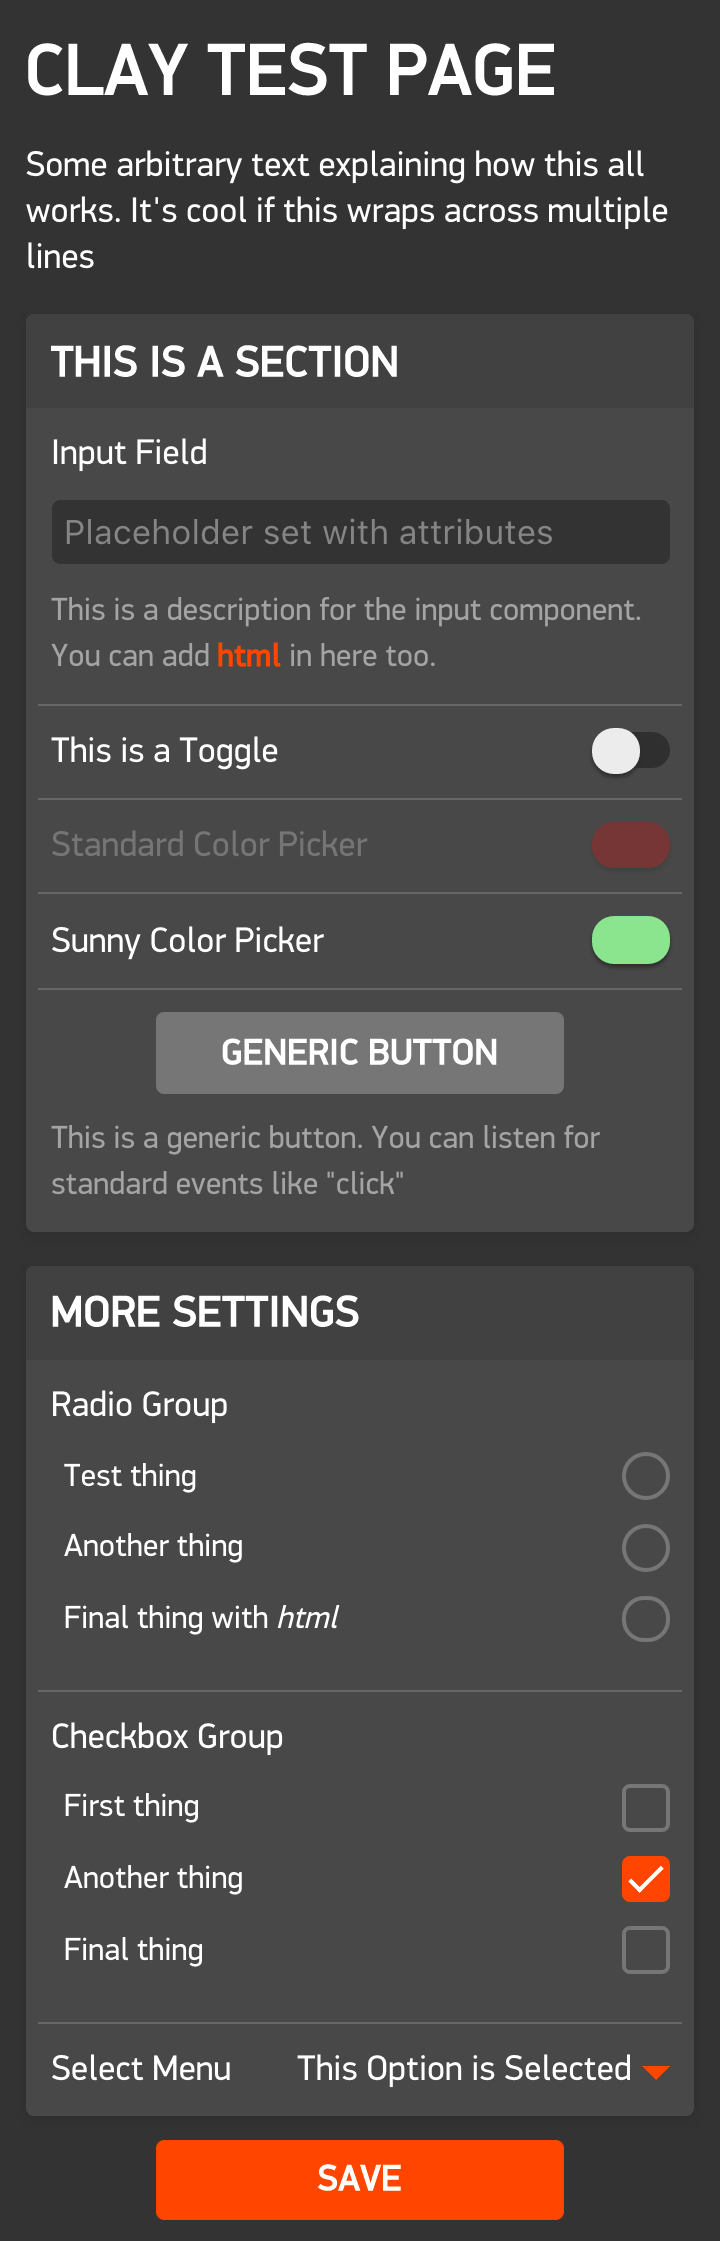 CLAY TEST PAGE
Some arbitrary text explaining how this all
works. It's cool if this wraps across multiple
lines
THIS IS A SECTION
Input Field
Placeholder set with attributes
This is a description for the input component.
You can add html in here too.
This is a Toggle
Standard Color Picker
Sunny Color Picker
GENERIC BUTTON
This is a generic button. You can listen for
standard events like "click"
MORE SETTINGS
Radio Group
Test thing
Another thing
Final thing with html
Checkbox Group
First thing
Another thing
Final thing
Select Menu This Option is Selected
SAVE